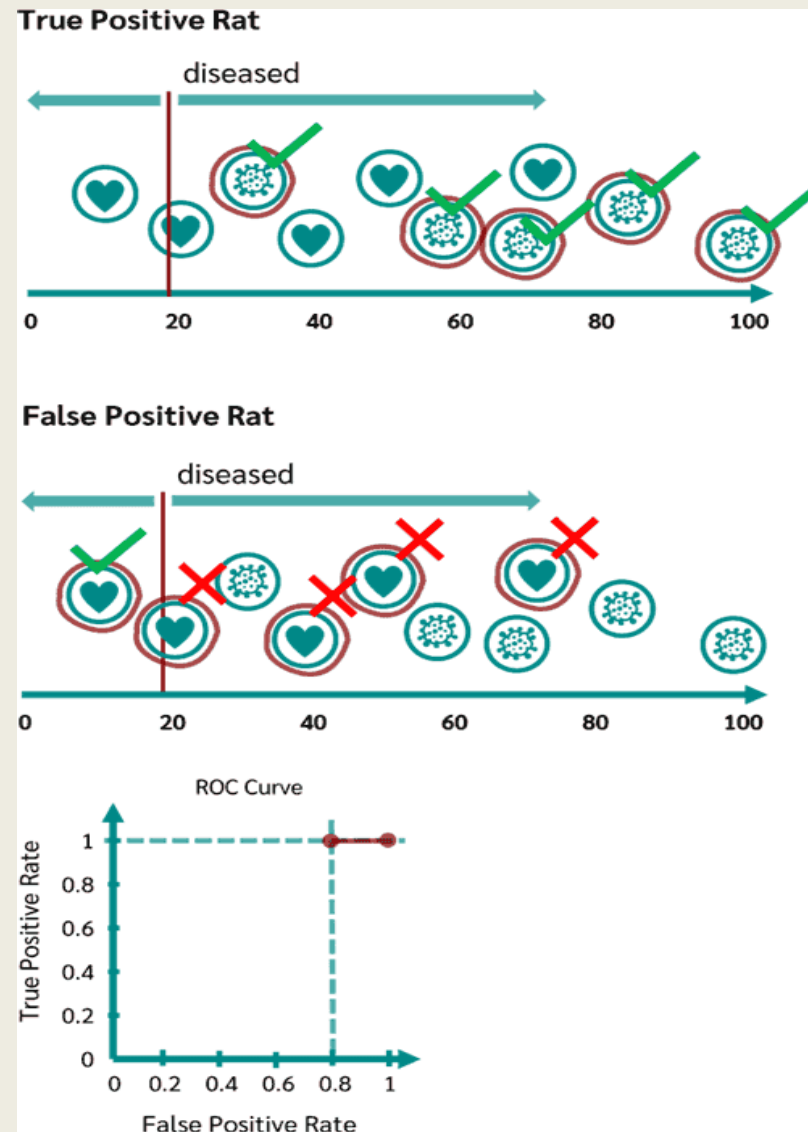 True Positive Rat
diseased
0 20 40 60 80 100
False Positive Rat
diseased
0 20 40 60 80 100
ROC Curve
True Positive Rate
1
0.8
0.6
0.4
0.2
0
0 0.2 0.4 0.6 0.8 1
False Positive Rate